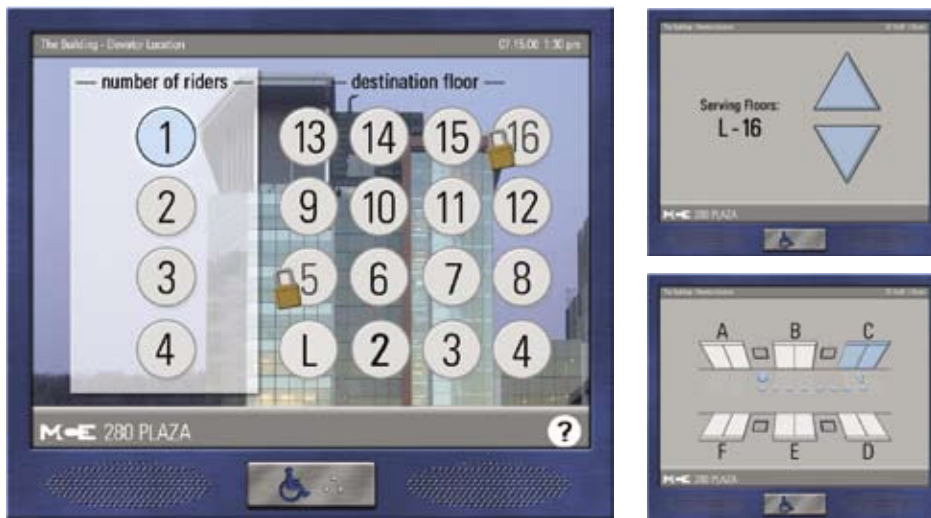 The Building - Elevator Location 07.15.06 1:30 pm
number of riders destination floor
1 13 14 15 16
2 9 10 11 12
3 5 6 7 8
4 L 2 3 4
280 PLAZA
?
Serving Floors:
L - 16
280 PLAZA
A B C
F E D
280 PLAZA